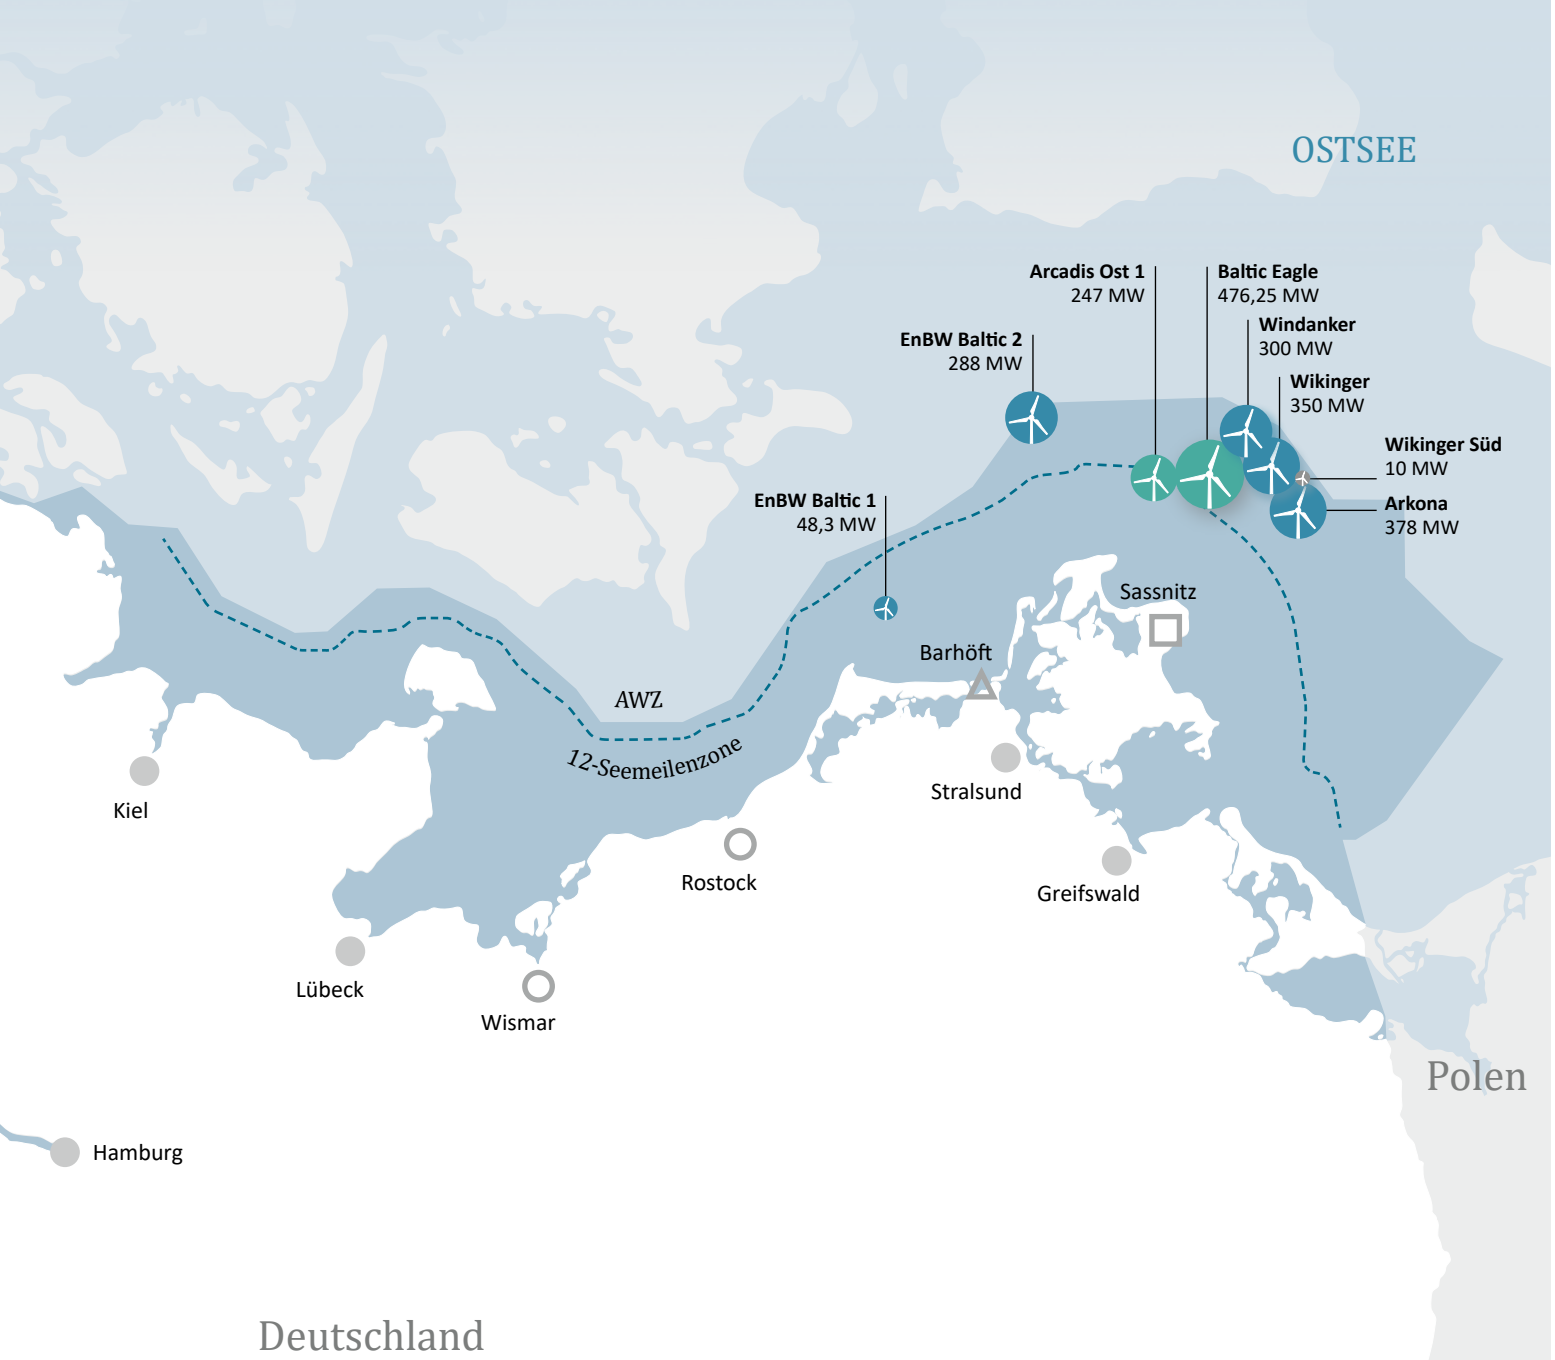 OSTSEE
Arcadis Ost 1
247 MW
Baltic Eagle
476,25 MW
Windanker
300 MW
EnBW Baltic 2
288 MW
Wikinger
350 MW
Wikinger Süd
10 MW
Arkona
378 MW
EnBW Baltic 1
48,3 MW
Sassnitz
Barhöft
AWZ
12-Seemeilenzone
Kiel
Stralsund
Rostock
Greifswald
Lübeck
Wismar
Polen
Hamburg
Deutschland